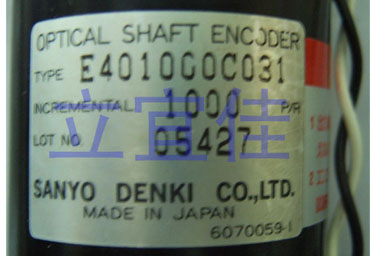 OPTICAL SHAFT ENCODER
TYPE E401000C031
INCREMENTAL 1000 P/R
LOT NO 05427
立宜佳
SANYO DENKI CO.,LTD.
MADE IN JAPAN
6070059-1